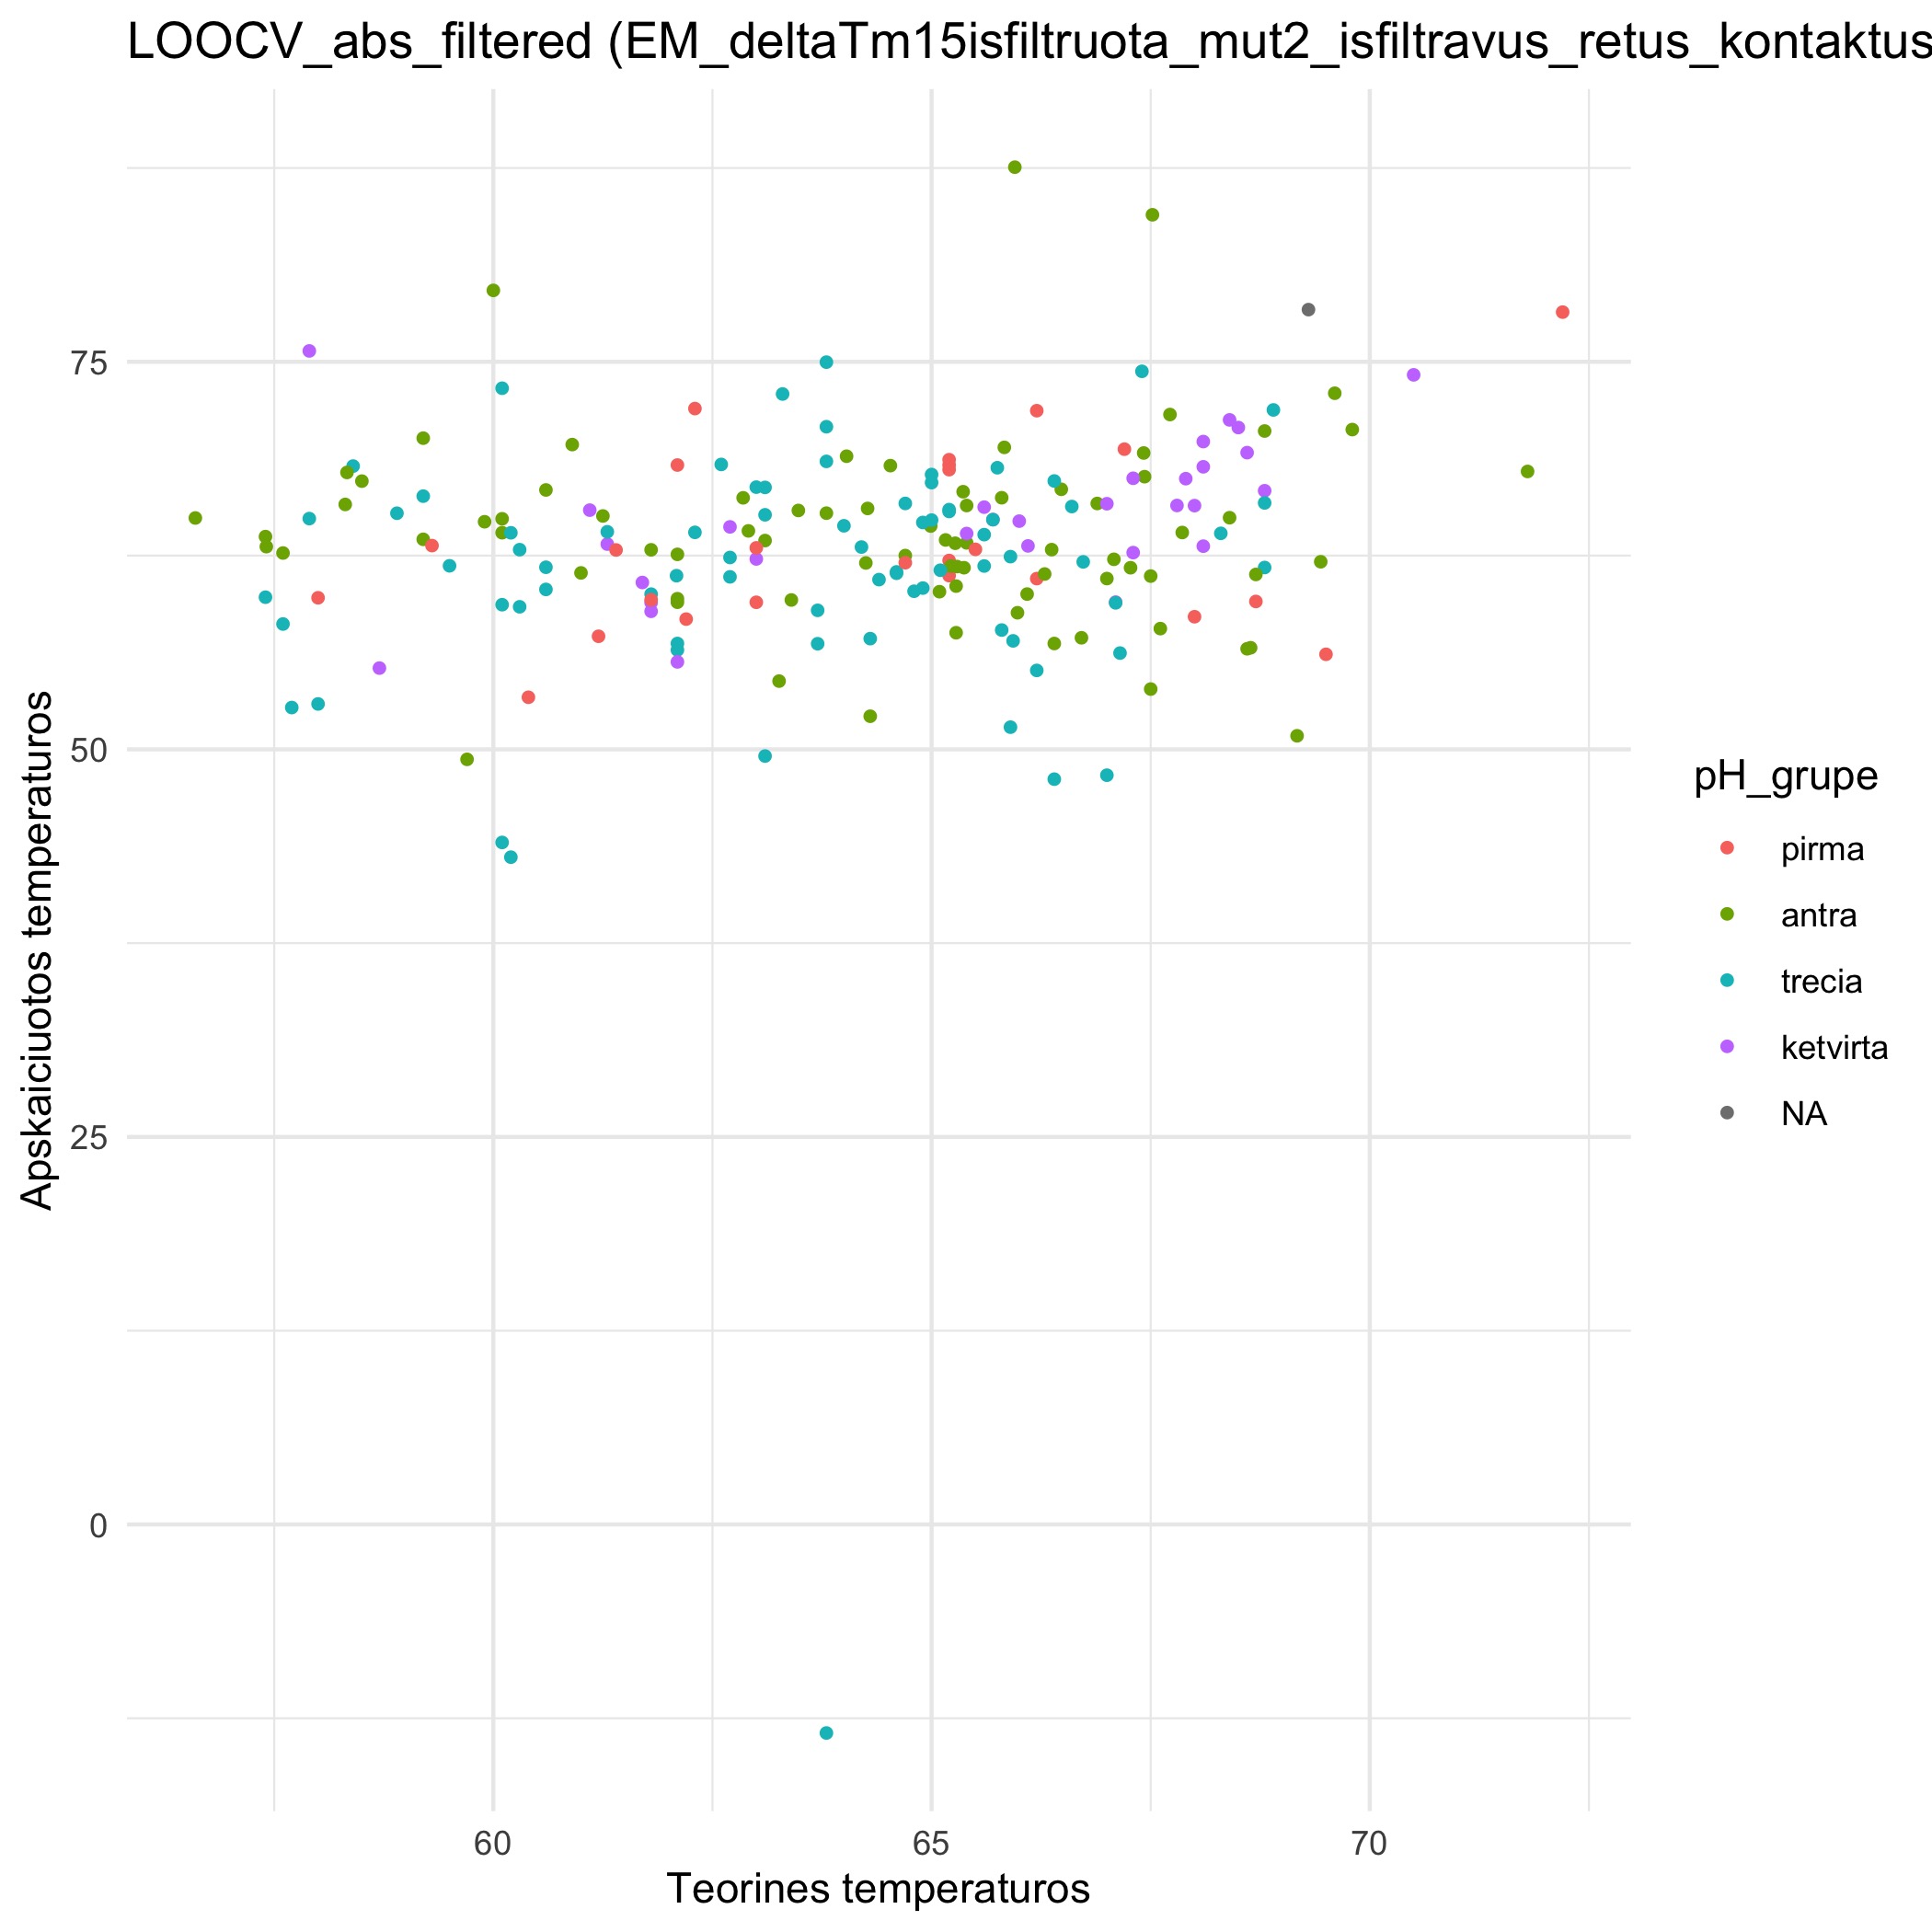 LOOCV_abs_filtered (EM_deltaTm15isfiltruota_mut2_isfiltravus_retus_kontaktus
75
50
25
0
Apskaiciuotos temperaturos
60 65 70
Teorines temperaturos
pH_grupe
pirma
antra
trecia
ketvirta
NA